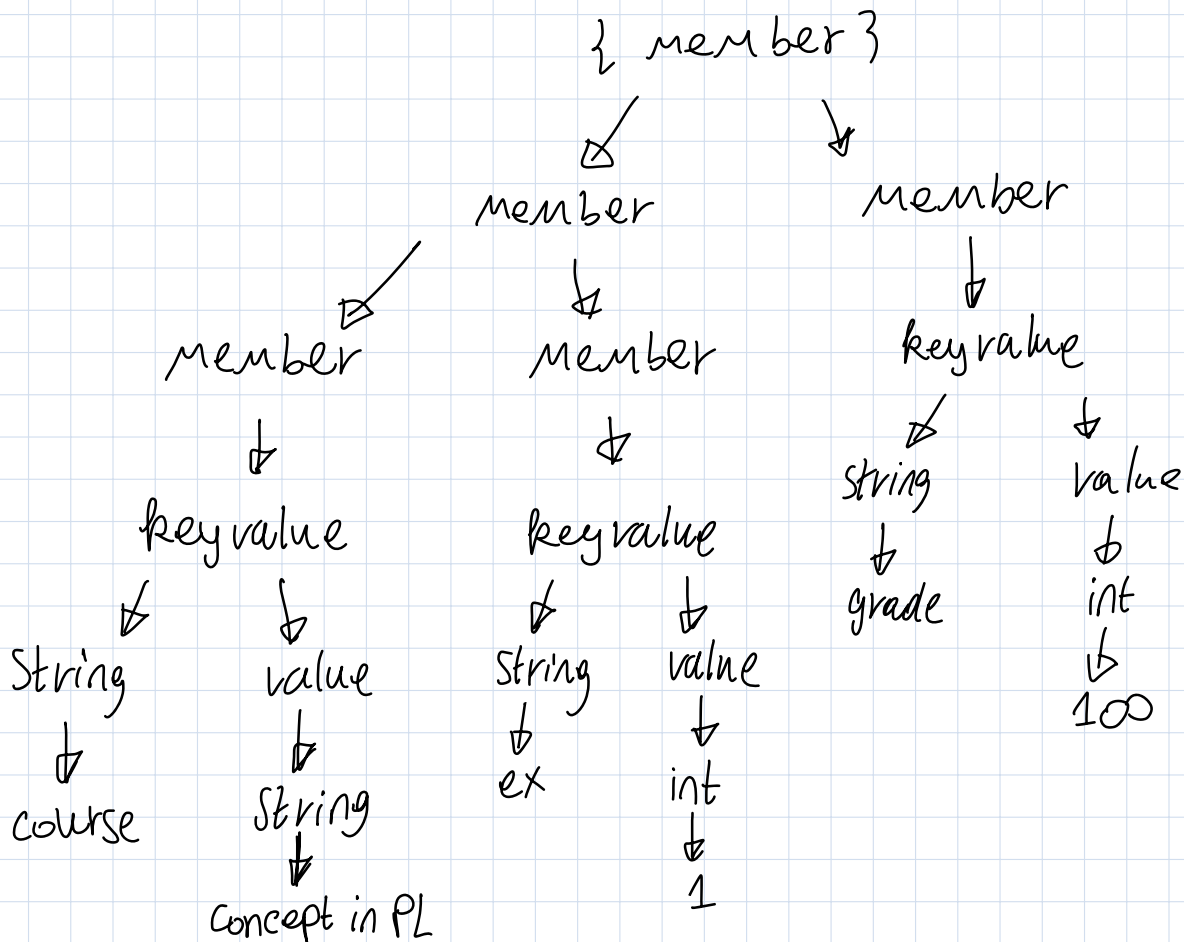 { member }
member member
member member keyvalue
string value
keyvalue keyvalue
grade int
String value string value
100
course String ex int
concept in PL 1